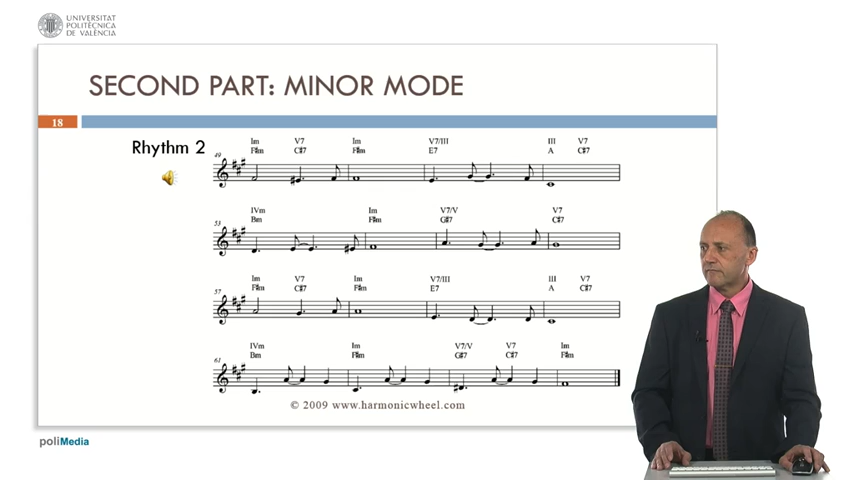 UNIVERSITAT
POLITÈCNICA
DE VALÈNCIA
SECOND PART: MINOR MODE
18
Rhythm 2
Im V7 Im V7/III III V7
F#m C#7 F#m E7 A C#7
49
IVm Im V7/V V7
Bm F#m G#7 C#7
53
Im V7 Im V7/III III V7
F#m C#7 F#m E7 A C#7
57
IVm Im V7/V V7 Im
Bm F#m G#7 C#7 F#m
61
© 2009 www.harmonicwheel.com
poliMedia